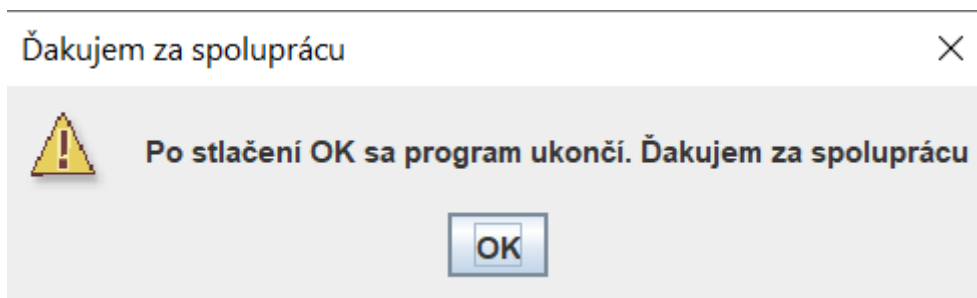 Ďakujem za spoluprácu
Po stlačení OK sa program ukončí. Ďakujem za spoluprácu
OK